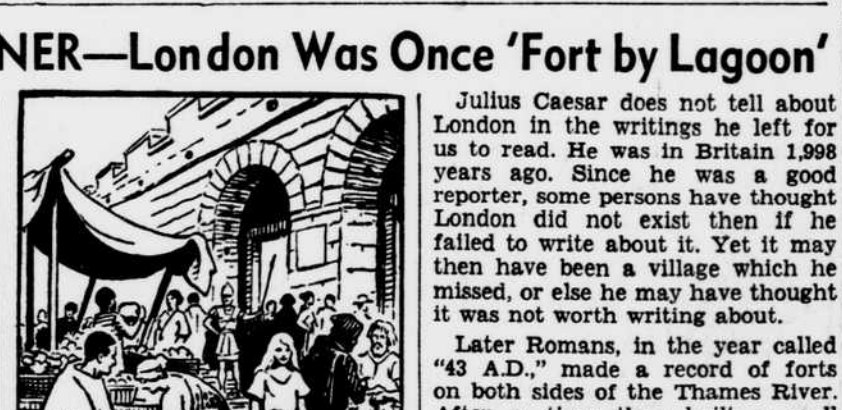 NER—London Was Once 'Fort by Lagoon'
Julius Caesar does not tell about
London in the writings he left for
us to read. He was in Britain 1,998
years ago. Since he was a good
reporter, some persons have thought
London did not exist then if he
failed to write about it. Yet it may
then have been a village which he
missed, or else he may have thought
it was not worth writing about.
Later Romans, in the year called
"43 A.D.," made a record of forts
on both sides of the Thames River.